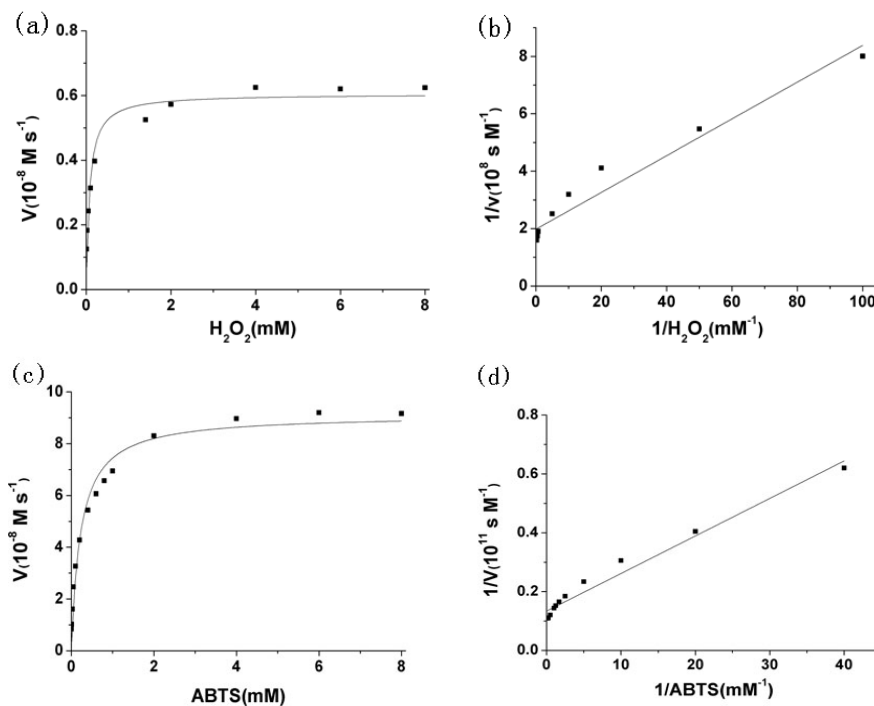 (a)
V(10⁻⁸ M s⁻¹)
0.8
0.6
0.4
0.2
0.0
0 2 4 6 8
H₂O₂(mM)
(b)
1/v(10⁸ s M⁻¹)
8
6
4
2
0
0 20 40 60 80 100
1/H₂O₂(mM⁻¹)
(c)
V(10⁻⁸ M s⁻¹)
10
8
6
4
2
0
0 2 4 6 8
ABTS(mM)
(d)
1/V(10¹¹ s M⁻¹)
0.8
0.6
0.4
0.2
0.0
0 10 20 30 40
1/ABTS(mM⁻¹)